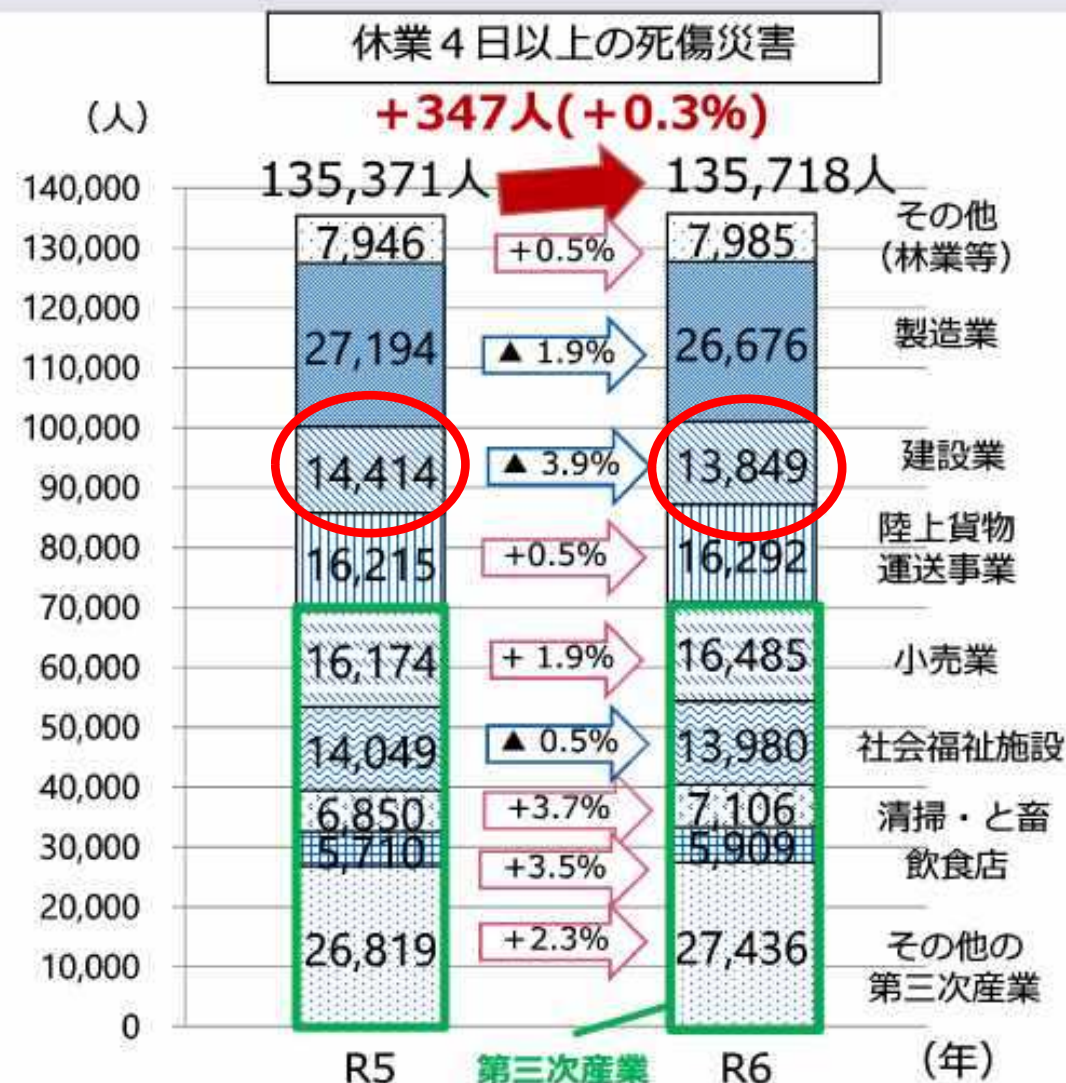 休業４日以上の死傷災害
+347人(+0.3%)
（人）
135,371人
135,718人
140,000
130,000
120,000
110,000
100,000
90,000
80,000
70,000
60,000
50,000
40,000
30,000
20,000
10,000
0
7,946
+0.5%
7,985
その他
（林業等）
27,194
▲ 1.9%
26,676
製造業
14,414
▲ 3.9%
13,849
建設業
16,215
+0.5%
16,292
陸上貨物
運送事業
16,174
+ 1.9%
16,485
小売業
14,049
▲ 0.5%
13,980
社会福祉施設
6,850
+3.7%
7,106
清掃・と畜
5,710
+3.5%
5,909
飲食店
26,819
+2.3%
27,436
その他の
第三次産業
R5
第三次産業
R6
（年）